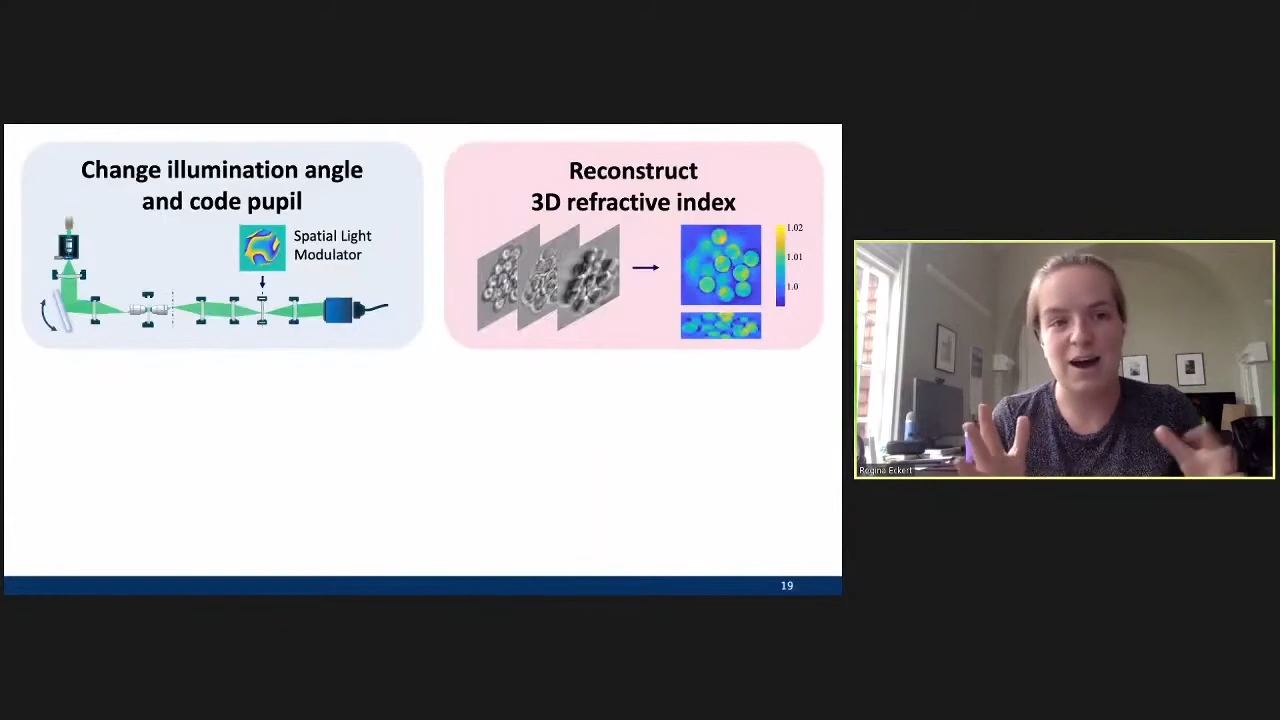 Change illumination angle
and code pupil
Spatial Light
Modulator
Reconstruct
3D refractive index
1.02
1.01
1.0
19
Regina Eckert